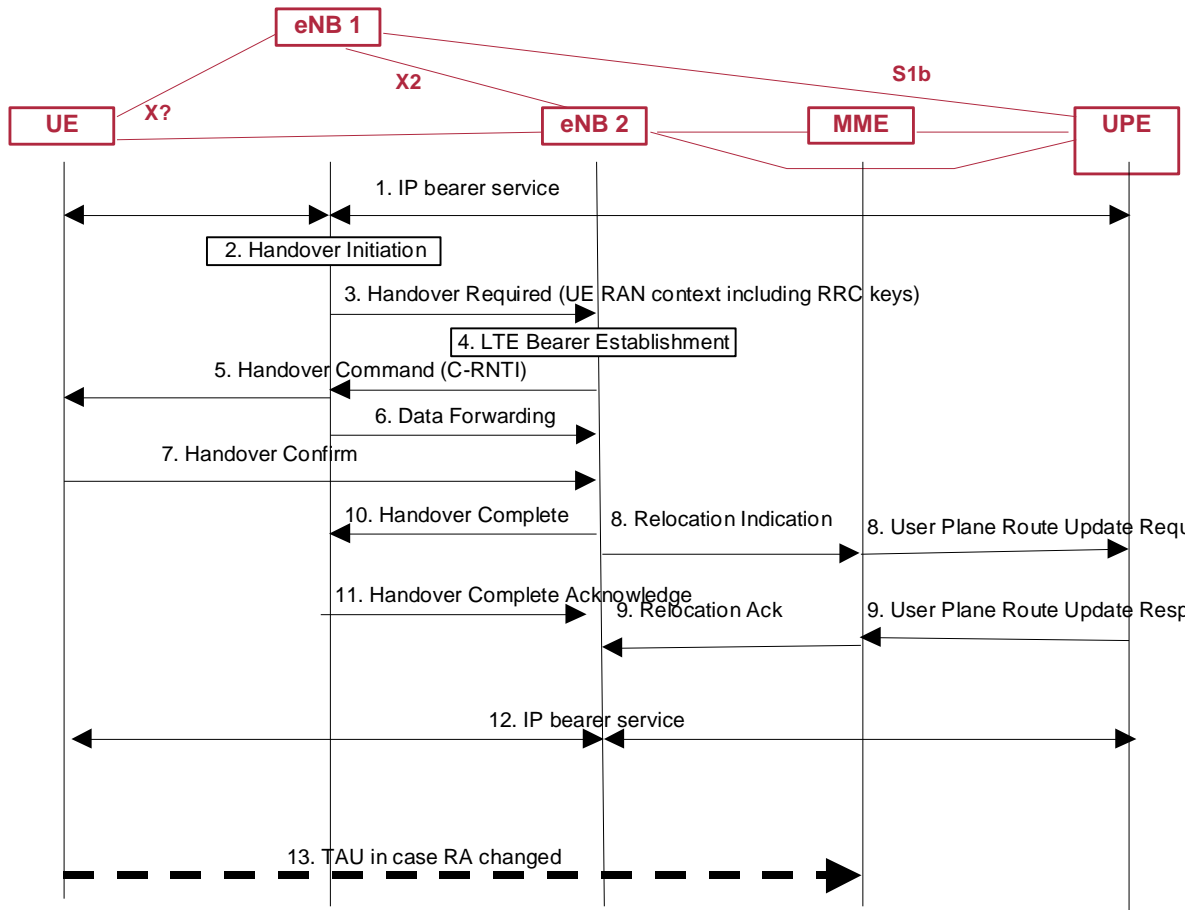 eNB 1
S1b
X2
X?
UE
eNB 2
MME
UPE
1. IP bearer service
2. Handover Initiation
3. Handover Required (UE RAN context including RRC keys)
4. LTE Bearer Establishment
5. Handover Command (C-RNTI)
6. Data Forwarding
7. Handover Confirm
10. Handover Complete
8. Relocation Indication
8. User Plane Route Update Requ
11. Handover Complete Acknowledge
9. Relocation Ack
9. User Plane Route Update Resp
12. IP bearer service
13. TAU in case RA changed